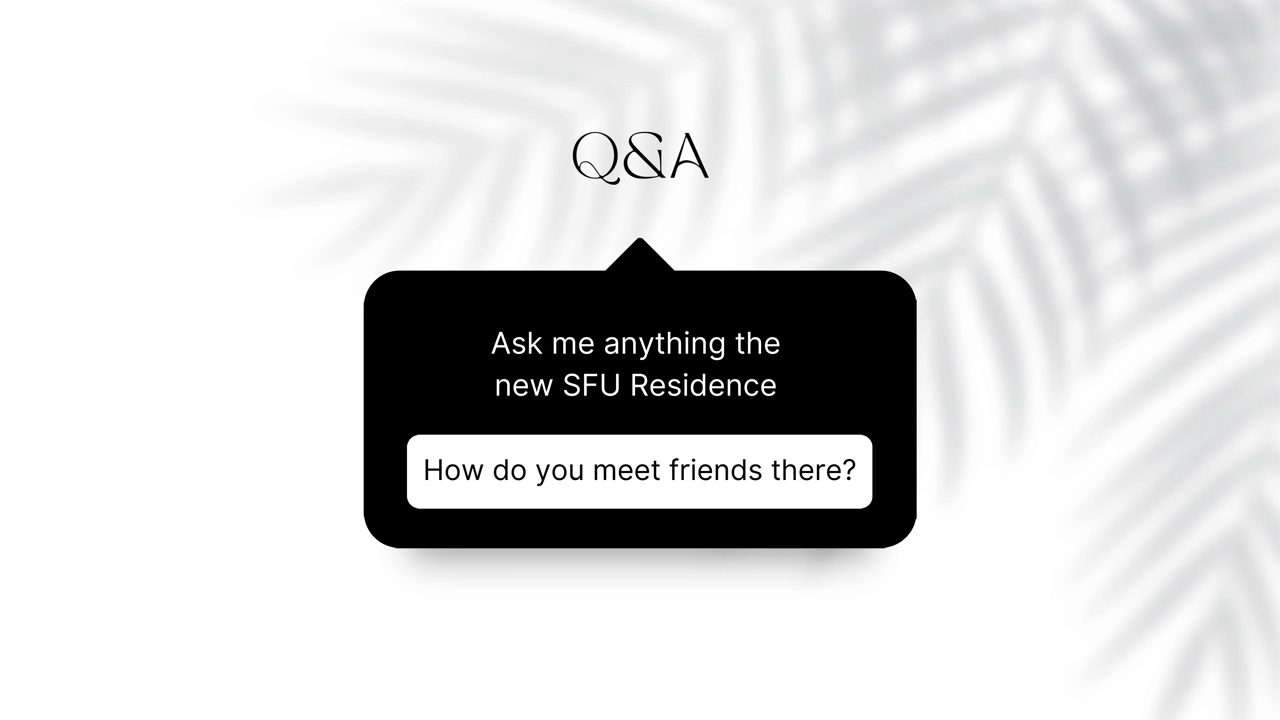 Q&A
Ask me anything the
new SFU Residence
How do you meet friends there?